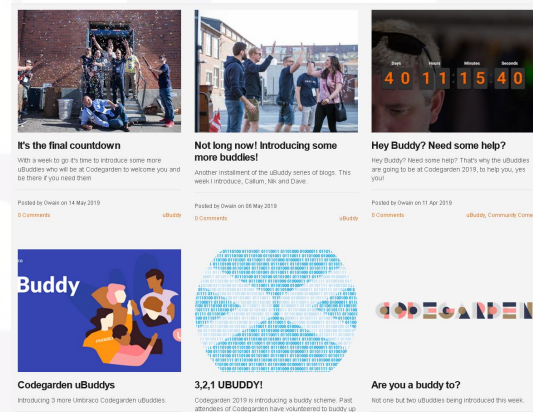 Days Hours Minutes Seconds
40 11 15 40
It's the final countdown
With a week to go it's time to introduce some more
uBuddies who will be at Codegarden to welcome you and
be there if you need them
Posted by Owain on 14 May 2019
0 Comments
uBuddy
Not long now! Introducing some
more buddies!
Another installment of the uBuddy series of blogs. This
week I introduce, Callum, Nik and Dave.
Posted by Owain on 06 May 2019
0 Comments
uBuddy
Hey Buddy? Need some help?
Hey Buddy? Need some help? That's why the uBuddies
are going to be at Codegarden 2019, to help you, yes
you!
Posted by Owain on 11 Apr 2019
0 Comments
uBuddy, Community Corne
Buddy
CODEGARDEN
Codegarden uBuddys
Introducing 3 more Umbraco Codegarden uBuddies.
3,2,1 UBUDDY!
Codegarden 2019 is introducing a buddy scheme. Past
attendees of Codegarden have volunteered to buddy up
Are you a buddy to?
Not one but two uBuddies being introduced this week.